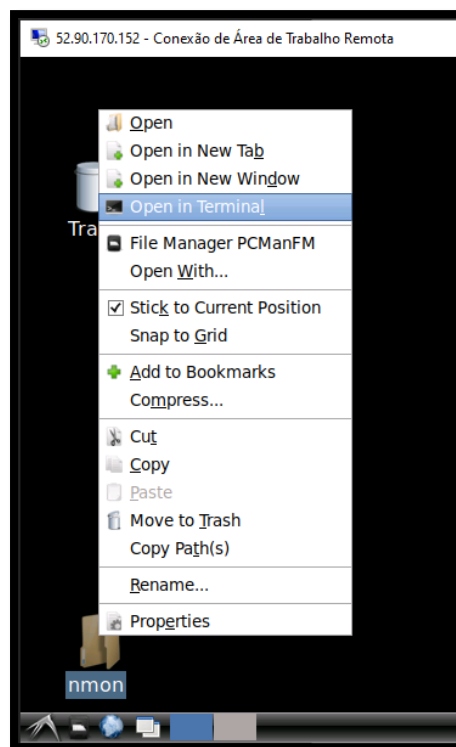 52.90.170.152 - Conexão de Área de Trabalho Remota
Open
Open in New Tab
Open in New Window
Open in Terminal
Tra
File Manager PCManFM
Open With...
Stick to Current Position
Snap to Grid
Add to Bookmarks
Compress...
Cut
Copy
Paste
Move to Trash
Copy Path(s)
Rename...
Properties
nmon